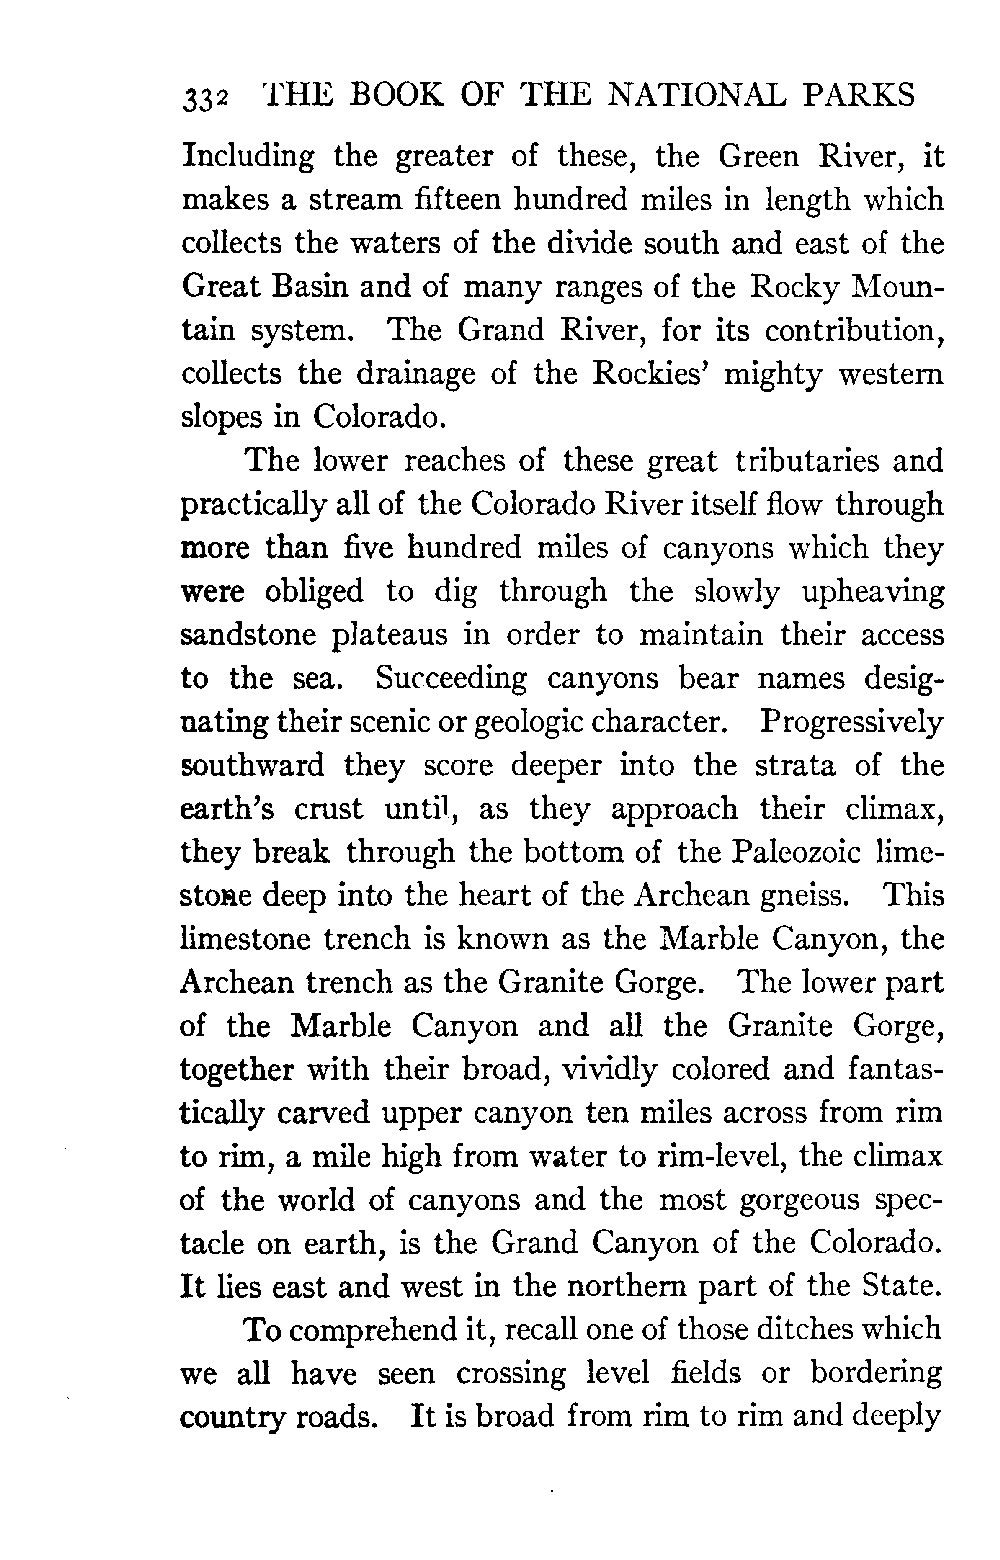 332 THE BOOK OF THE NATIONAL PARKS
Including the greater of these, the Green River, it
makes a stream fifteen hundred miles in length which
collects the waters of the divide south and east of the
Great Basin and of many ranges of the Rocky Moun-
tain system. The Grand River, for its contribution,
collects the drainage of the Rockies' mighty western
slopes in Colorado.
The lower reaches of these great tributaries and
practically all of the Colorado River itself flow through
more than five hundred miles of canyons which they
were obliged to dig through the slowly upheaving
sandstone plateaus in order to maintain their access
to the sea. Succeeding canyons bear names desig-
nating their scenic or geologic character. Progressively
southward they score deeper into the strata of the
earth's crust until, as they approach their climax,
they break through the bottom of the Paleozoic lime-
stone deep into the heart of the Archean gneiss. This
limestone trench is known as the Marble Canyon, the
Archean trench as the Granite Gorge. The lower part
of the Marble Canyon and all the Granite Gorge,
together with their broad, vividly colored and fantas-
tically carved upper canyon ten miles across from rim
to rim, a mile high from water to rim-level, the climax
of the world of canyons and the most gorgeous spec-
tacle on earth, is the Grand Canyon of the Colorado.
It lies east and west in the northern part of the State.
To comprehend it, recall one of those ditches which
we all have seen crossing level fields or bordering
country roads. It is broad from rim to rim and deeply